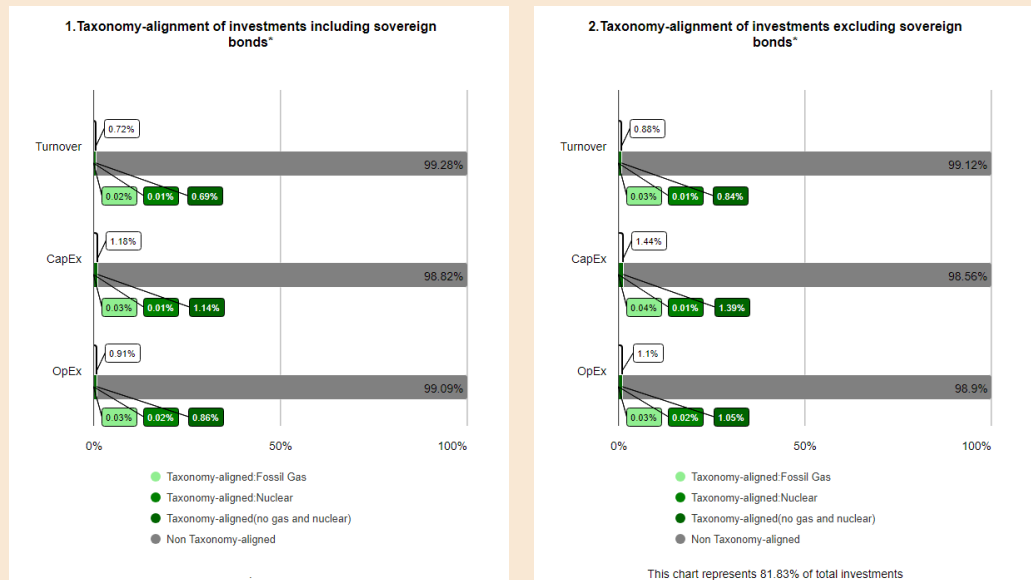 1.Taxonomy-alignment of investments including sovereign
bonds*
0.72%
Turnover
99.28%
0.02% 0.01% 0.69%
1.18%
CapEx
98.82%
0.03% 0.01% 1.14%
0.91%
OpEx
99.09%
0.03% 0.02% 0.86%
0% 50% 100%
Taxonomy-aligned:Fossil Gas
Taxonomy-aligned:Nuclear
Taxonomy-aligned(no gas and nuclear)
Non Taxonomy-aligned
2.Taxonomy-alignment of investments excluding sovereign
bonds*
0.88%
Turnover
99.12%
0.03% 0.01% 0.84%
1.44%
CapEx
98.56%
0.04% 0.01% 1.39%
1.1%
OpEx
98.9%
0.03% 0.02% 1.05%
0% 50% 100%
Taxonomy-aligned:Fossil Gas
Taxonomy-aligned:Nuclear
Taxonomy-aligned(no gas and nuclear)
Non Taxonomy-aligned
This chart represents 81.83% of total investments